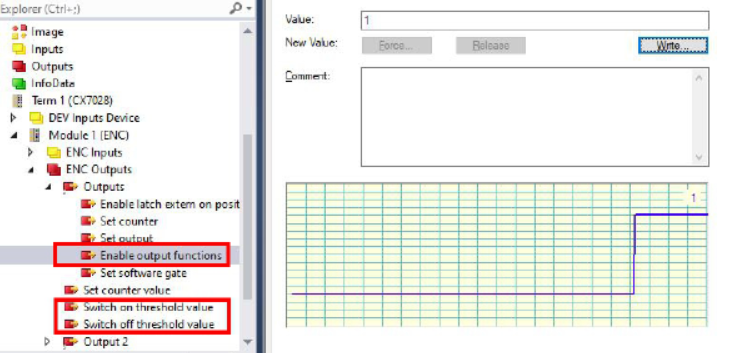 Explorer (Ctrl+;)
Image
Inputs
Outputs
InfoData
Term 1 (CX7028)
DEV Inputs Device
Module 1 (ENC)
ENC Inputs
ENC Outputs
Outputs
Enable latch extern on posit
Set counter
Set output
Enable output functions
Set software gate
Set counter value
Switch on threshold value
Switch off threshold value
Output 2
Value:
1
New Value:
Force...
Release
Write...
Comment:
1